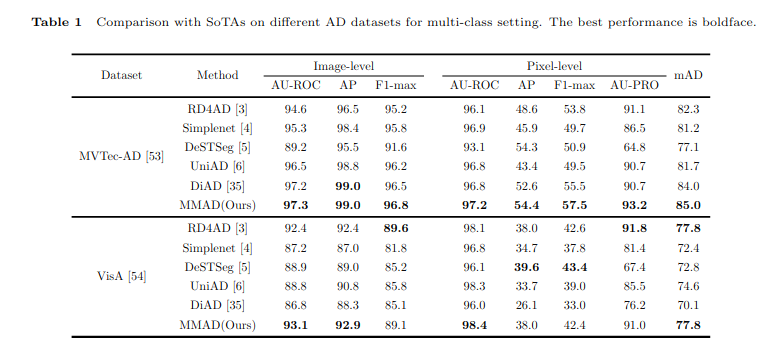 Table 1 Comparison with SoTAs on different AD datasets for multi-class setting. The best performance is boldface.
Dataset Method Image-level Pixel-level mAD
AU-ROC AP F1-max AU-ROC AP F1-max AU-PRO
MVTec-AD [53]
RD4AD [3] 94.6 96.5 95.2 96.1 48.6 53.8 91.1 82.3
Simplenet [4] 95.3 98.4 95.8 96.9 45.9 49.7 86.5 81.2
DeSTSeg [5] 89.2 95.5 91.6 93.1 54.3 50.9 64.8 77.1
UniAD [6] 96.5 98.8 96.2 96.8 43.4 49.5 90.7 81.7
DiAD [35] 97.2 99.0 96.5 96.8 52.6 55.5 90.7 84.0
MMAD(Ours) 97.3 99.0 96.8 97.2 54.4 57.5 93.2 85.0
VisA [54]
RD4AD [3] 92.4 92.4 89.6 98.1 38.0 42.6 91.8 77.8
Simplenet [4] 87.2 87.0 81.8 96.8 34.7 37.8 81.4 72.4
DeSTSeg [5] 88.9 89.0 85.2 96.1 39.6 43.4 67.4 72.8
UniAD [6] 88.8 90.8 85.8 98.3 33.7 39.0 85.5 74.6
DiAD [35] 86.8 88.3 85.1 96.0 26.1 33.0 76.2 70.1
MMAD(Ours) 93.1 92.9 89.1 98.4 38.0 42.4 91.0 77.8